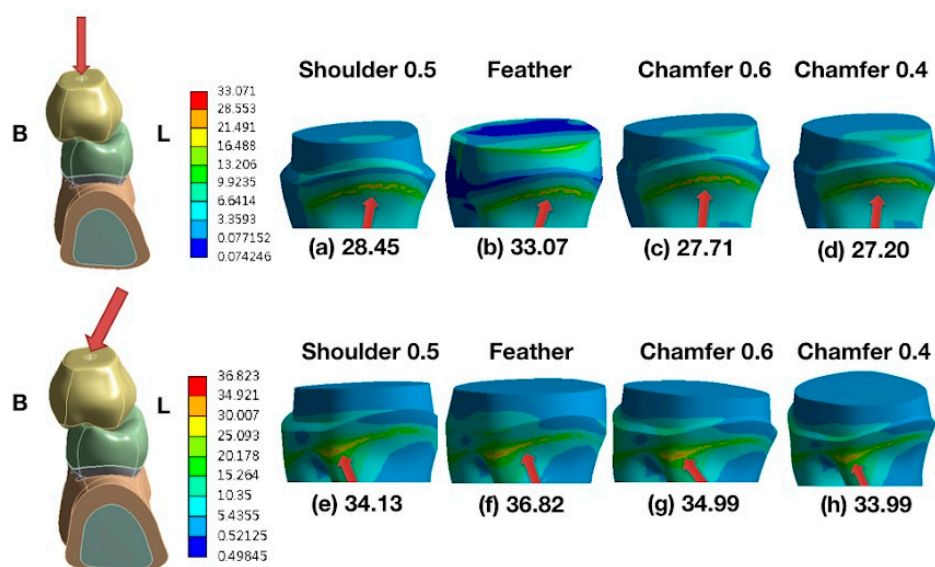 B
L
33.071
28.553
21.491
16.488
13.206
9.9235
6.6414
3.3593
0.077152
0.074246
Shoulder 0.5 Feather Chamfer 0.6 Chamfer 0.4
(a) 28.45 (b) 33.07 (c) 27.71 (d) 27.20
B
L
36.823
34.921
30.007
25.093
20.178
15.264
10.35
5.4355
0.52125
0.49845
Shoulder 0.5 Feather Chamfer 0.6 Chamfer 0.4
(e) 34.13 (f) 36.82 (g) 34.99 (h) 33.99